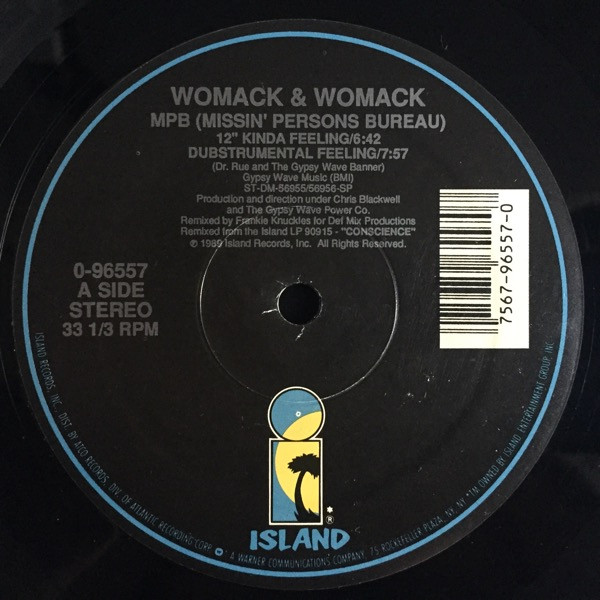 WOMACK & WOMACK
MPB (MISSIN' PERSONS BUREAU)
12" KINDA FEELING/6:42
DUBSTRUMENTAL FEELING/7:57
(Dr. Rue and The Gypsy Wave Banner)
Gypsy Wave Music (BMI)
ST-DM-56955/56956-SP
Production and direction under Chris Blackwell
and The Gypsy Wave Power Co.
Remixed by Frankie Knuckles for Def Mix Productions
Remixed from the Island LP 90915 - "CONSCIENCE"
© 1989 Island Records, Inc. All Rights Reserved.
0-96557
A SIDE
STEREO
33 1/3 RPM
7567-96557-0
i
*®
ISLAND
ISLAND RECORDS, INC., DIST. BY ATCO RECORDS, DIV. OF ATLANTIC RECORDING CORP. A WARNER COMMUNICATIONS COMPANY, 75 ROCKEFELLER PLAZA, NY, NY *TM OWNED BY ISLAND ENTERTAINMENT GROUP, INC.